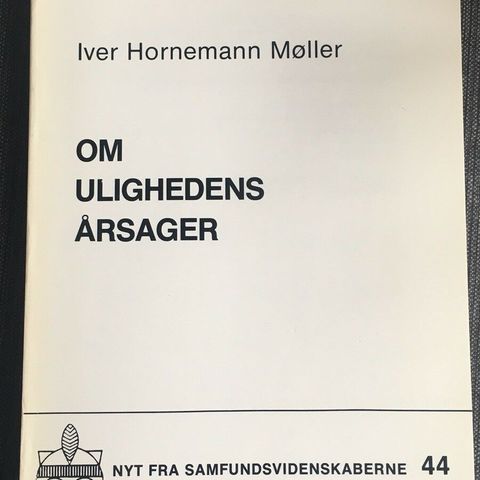 Iver Hornemann Møller
OM
ULIGHEDENS
ÅRSAGER
NYT FRA SAMFUNDSVIDENSKABERNE 44